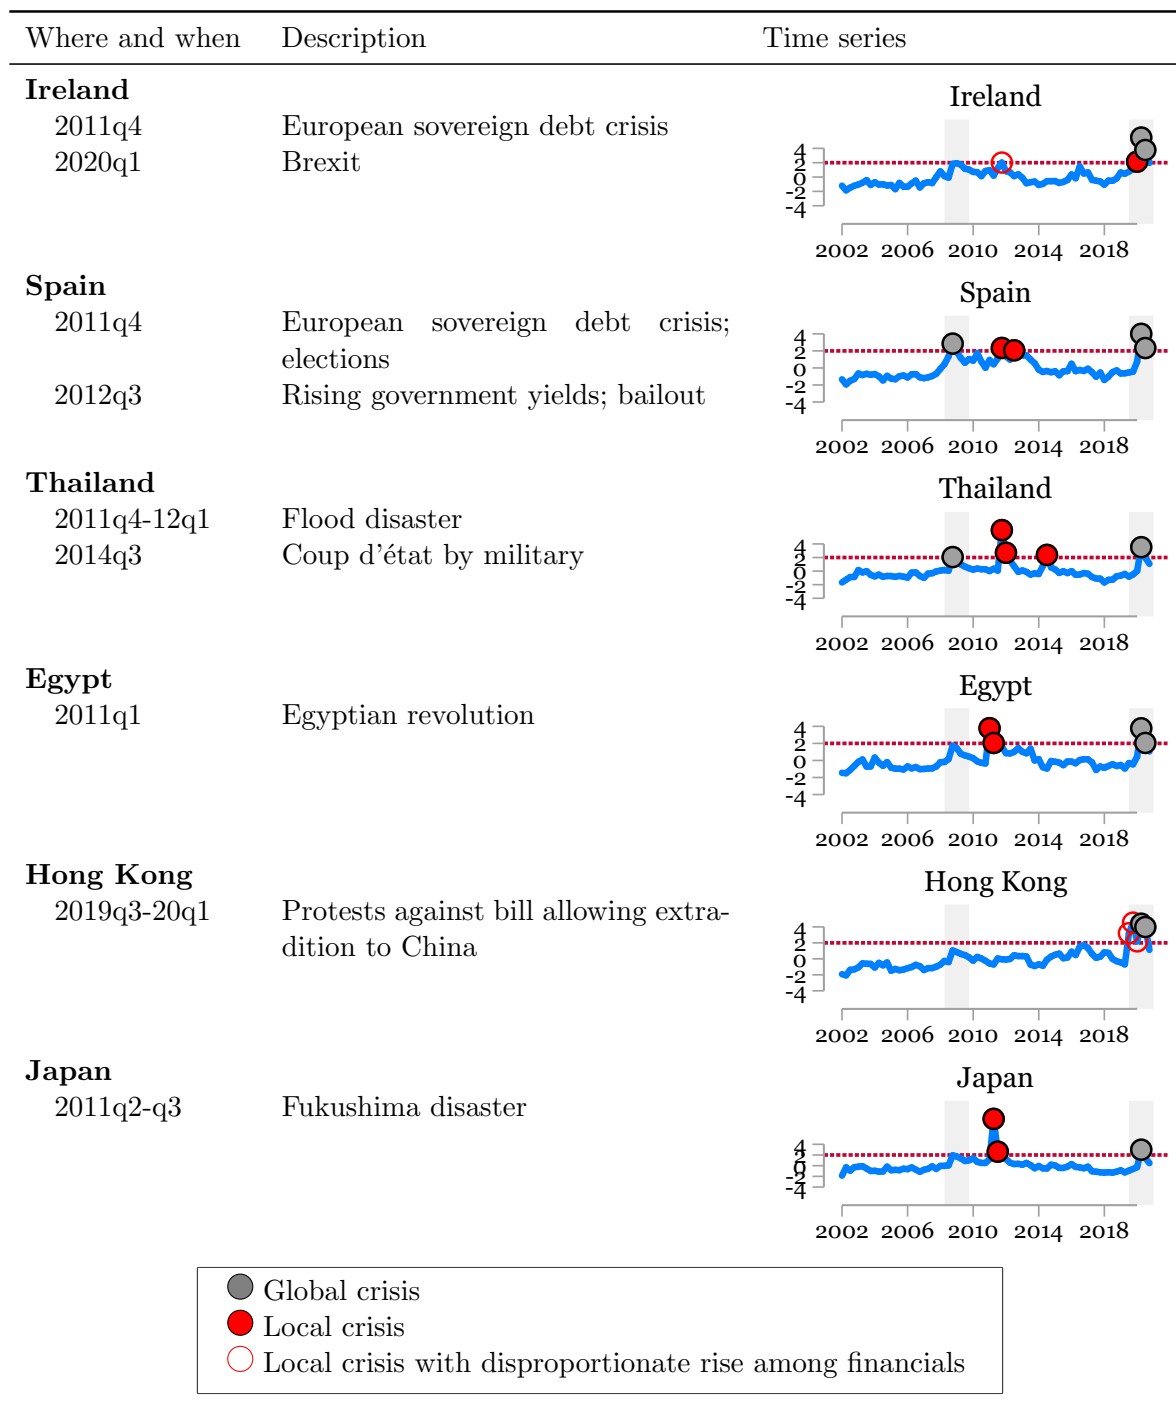 Where and when Description Time series
Ireland
2011q4 European sovereign debt crisis
2020q1 Brexit
Ireland
4
2
0
-2
-4
2002 2006 2010 2014 2018
Spain
2011q4 European sovereign debt crisis;
elections
2012q3 Rising government yields; bailout
Spain
4
2
0
-2
-4
2002 2006 2010 2014 2018
Thailand
2011q4-12q1 Flood disaster
2014q3 Coup d'état by military
Thailand
4
2
0
-2
-4
2002 2006 2010 2014 2018
Egypt
2011q1 Egyptian revolution
Egypt
4
2
0
-2
-4
2002 2006 2010 2014 2018
Hong Kong
2019q3-20q1 Protests against bill allowing extra-
dition to China
Hong Kong
4
2
0
-2
-4
2002 2006 2010 2014 2018
Japan
2011q2-q3 Fukushima disaster
Japan
4
2
0
-2
-4
2002 2006 2010 2014 2018
Global crisis
Local crisis
Local crisis with disproportionate rise among financials